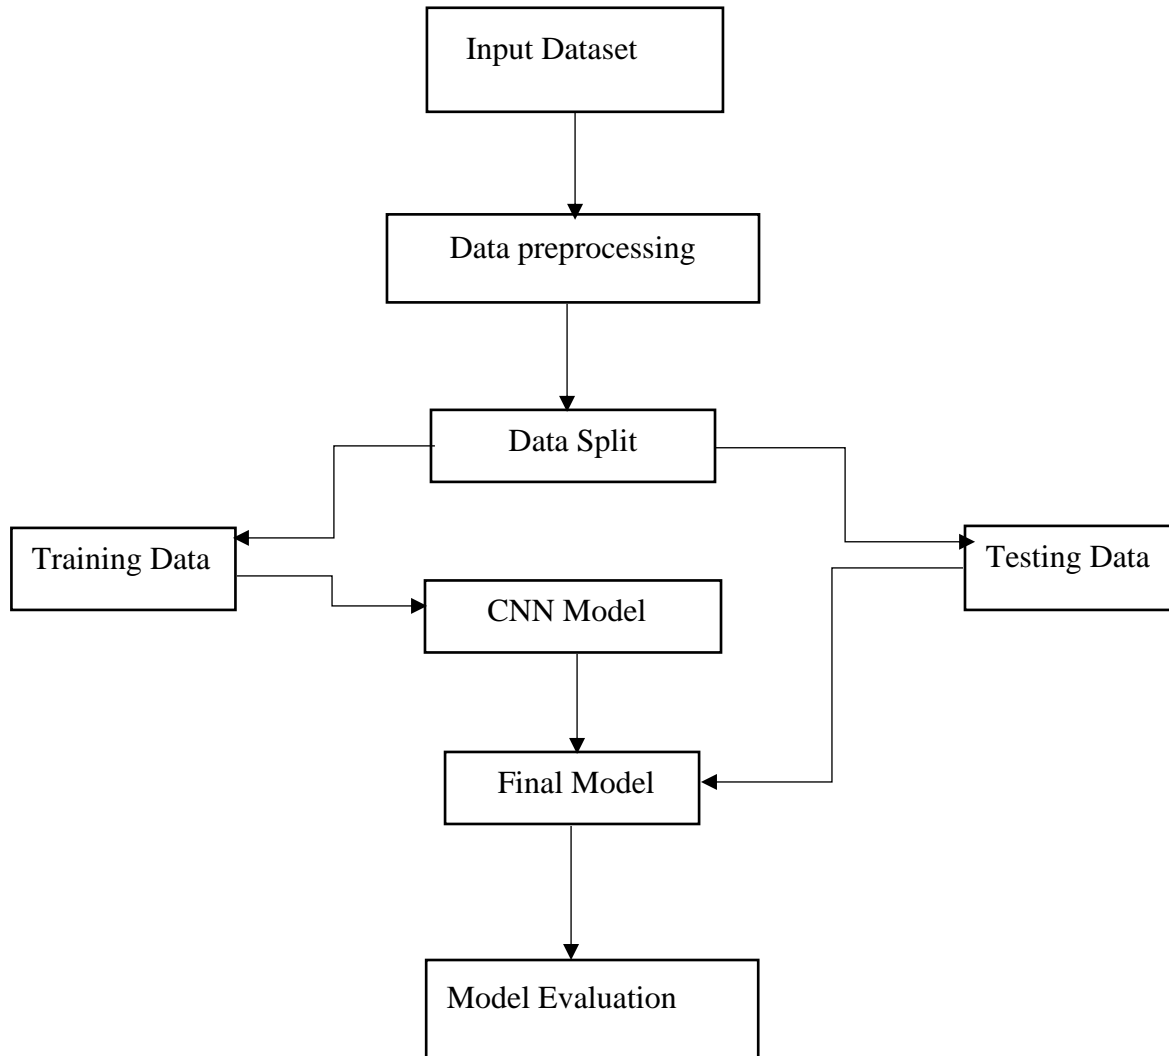 Input Dataset
Data preprocessing
Data Split
Training Data
Testing Data
CNN Model
Final Model
Model Evaluation